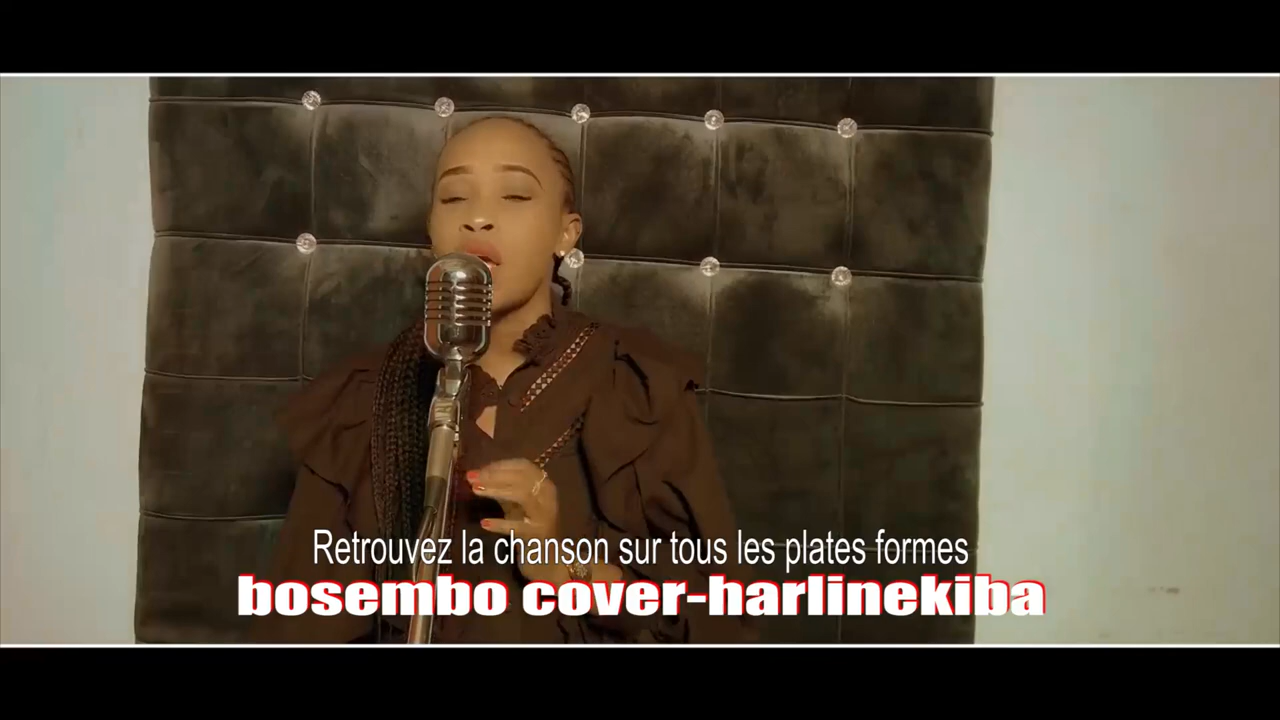 Retrouvez la chanson sur tous les plates formes
bosembo cover-harlinekiba